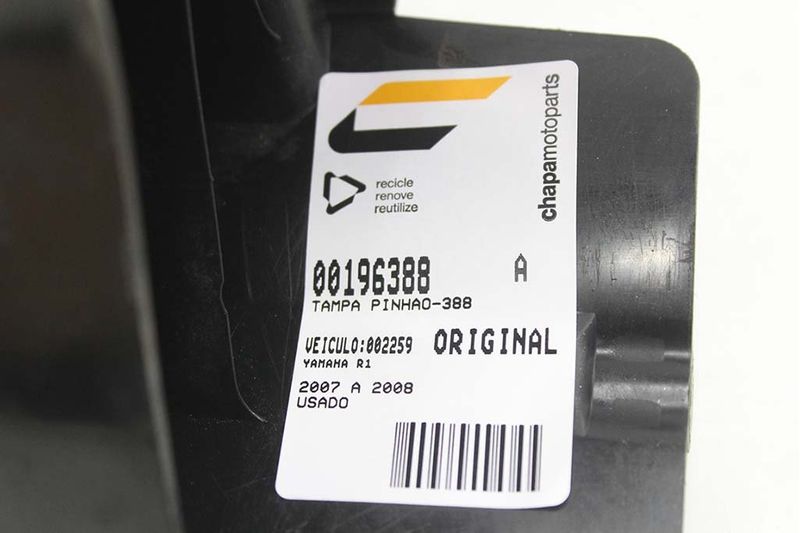 chapamotoparts
recicle
renove
reutilize
00196388 A
TAMPA PINHAO-388
VEICULO:002259 ORIGINAL
YAMAHA R1
2007 A 2008
USADO